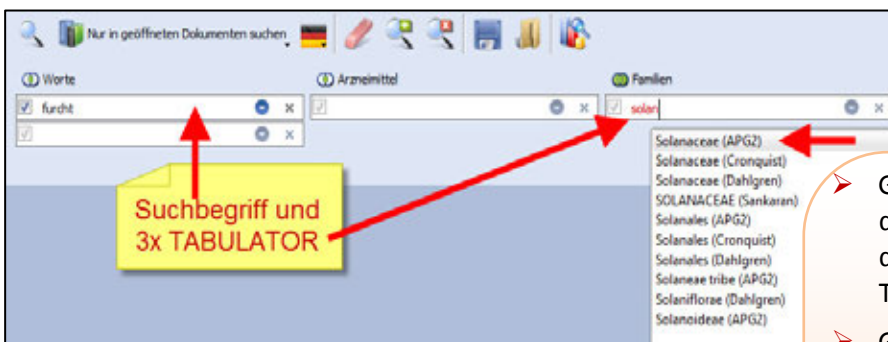 Nur in geöffneten Dokumenten suchen
Worte
Arzneimittel
Familien
furcht
solan
Suchbegriff und
3x TABULATOR
Solanaceae (APG2)
Solanaceae (Cronquist)
Solanaceae (Dahlgren)
SOLANACEAE (Sankaran)
Solanales (APG2)
Solanales (Cronquist)
Solanales (Dahlgren)
Solaneae tribe (APG2)
Solaniflorae (Dahlgren)
Solanoideae (APG2)
G
T